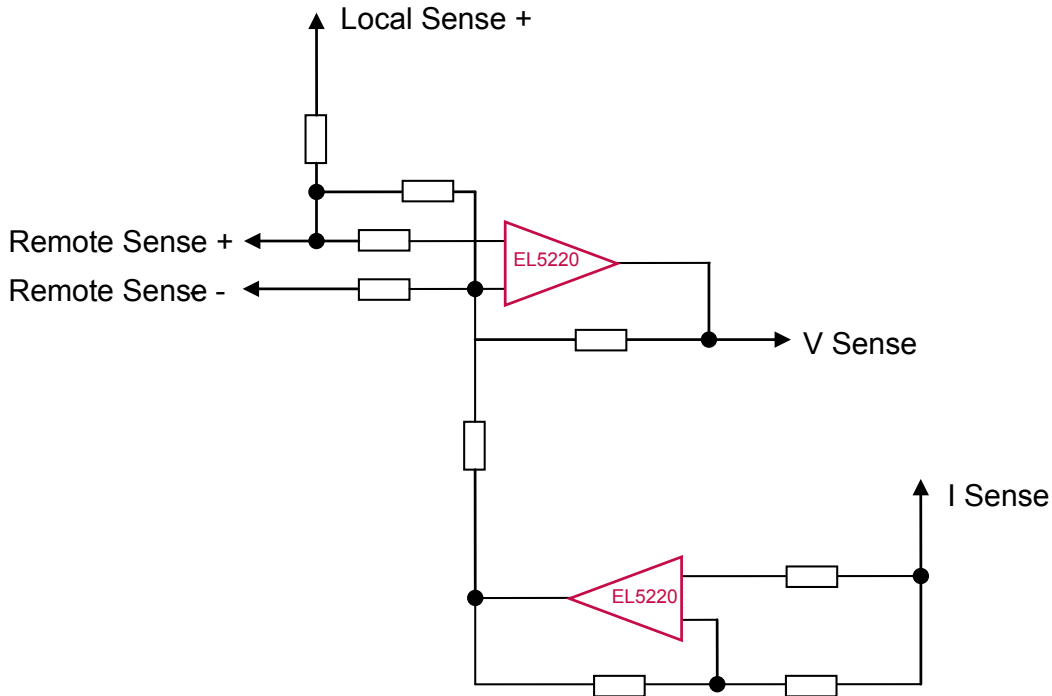 Local Sense +
Remote Sense +
EL5220
Remote Sense -
V Sense
I Sense
EL5220